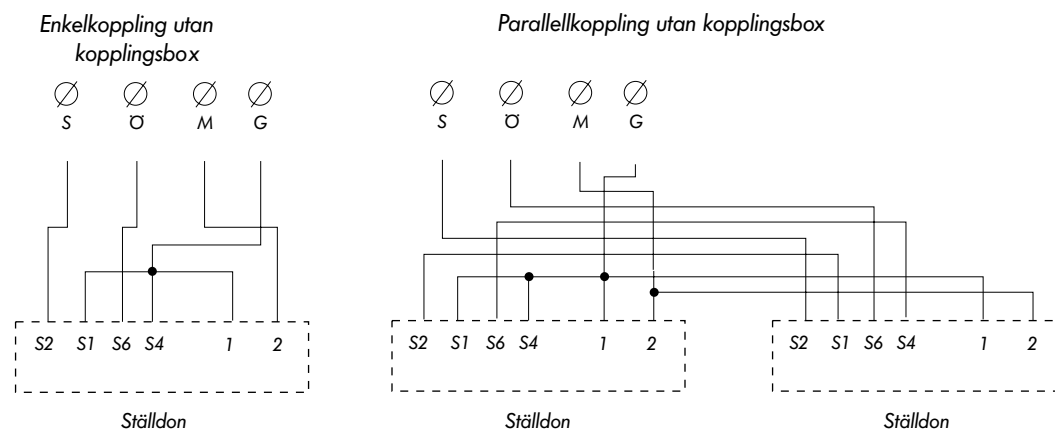 Enkelkoppling utan
kopplingsbox
Parallellkoppling utan kopplingsbox
S Ö M G
S Ö M G
S2 S1 S6 S4 1 2
S2 S1 S6 S4 1 2
S2 S1 S6 S4 1 2
Ställdon
Ställdon
Ställdon